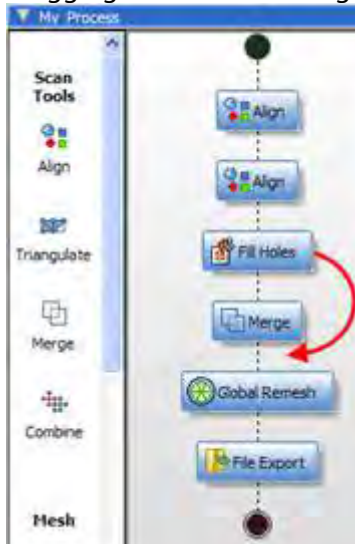 My Process
Scan
Tools
Align
Triangulate
Merge
Combine
Mesh
Align
Align
Fill Holes
Merge
Global Remesh
File Export